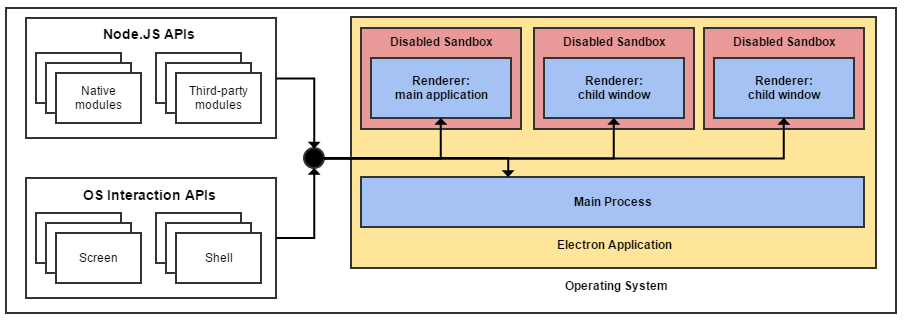 Node.JS APIs
Native
modules
Third-party
modules
OS Interaction APIs
Screen
Shell
Disabled Sandbox
Renderer:
main application
Disabled Sandbox
Renderer:
child window
Disabled Sandbox
Renderer:
child window
Main Process
Electron Application
Operating System